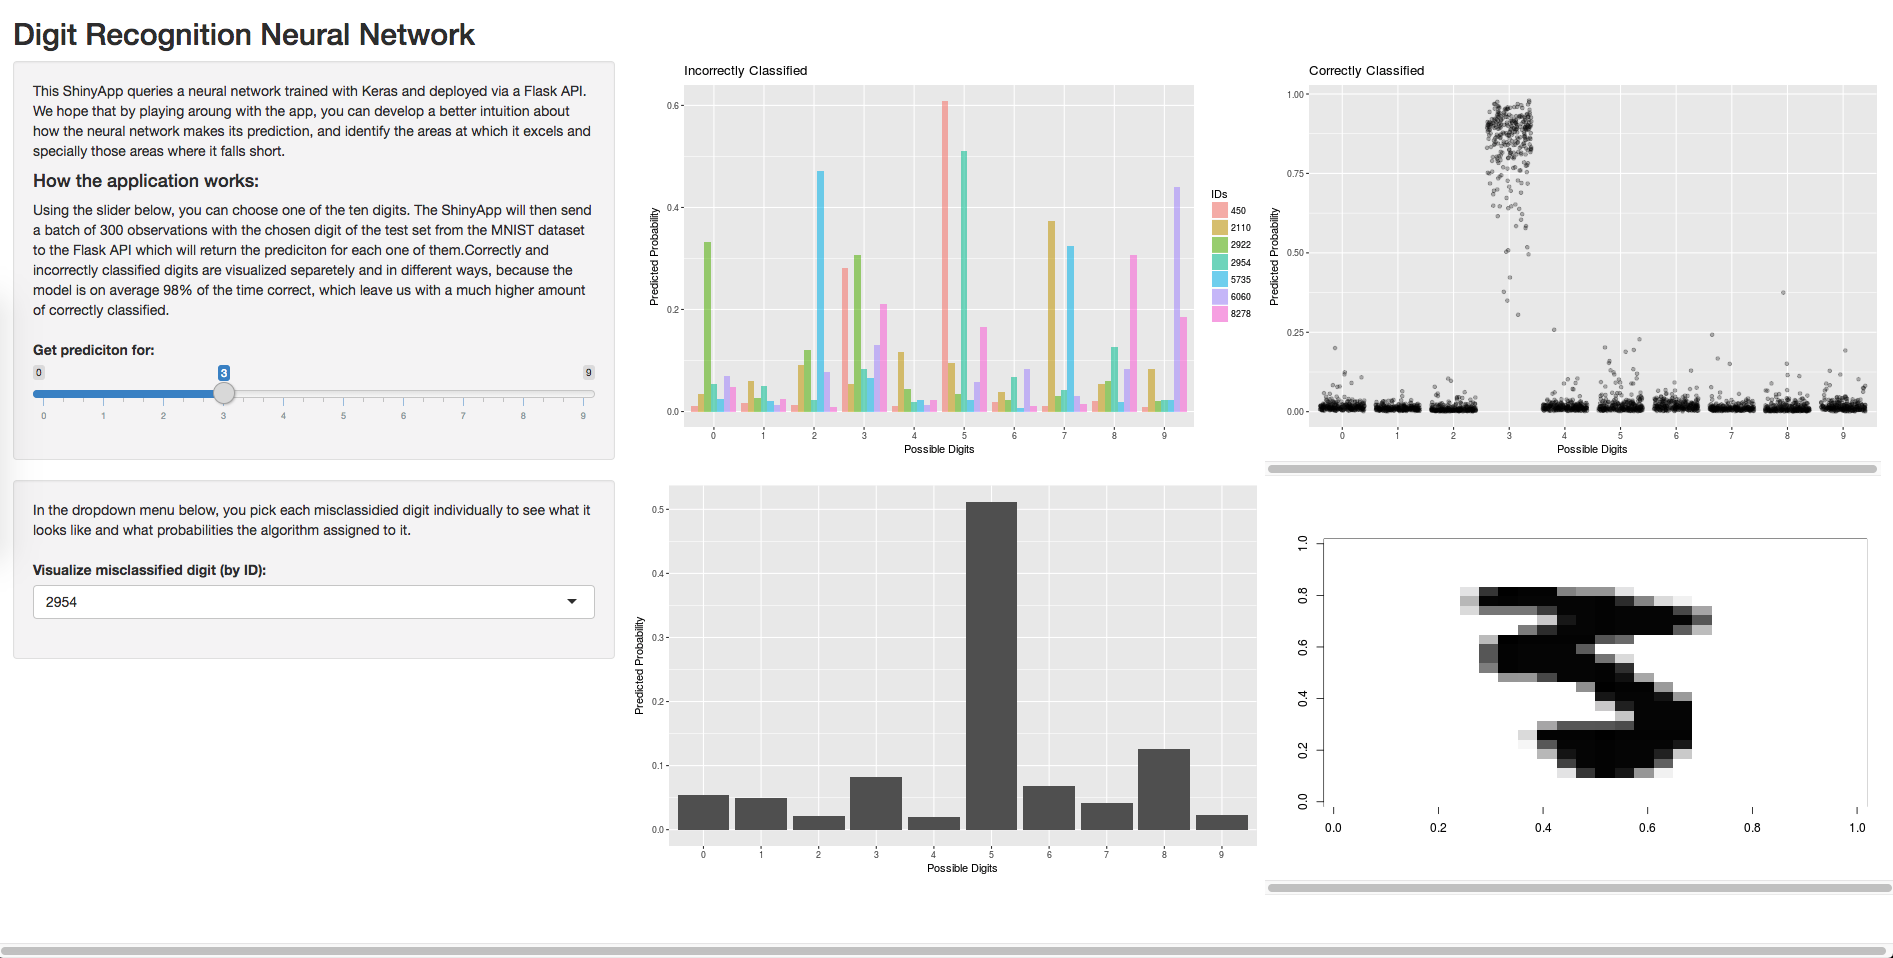 Digit Recognition Neural Network
This ShinyApp queries a neural network trained with Keras and deployed via a Flask API.
We hope that by playing aroung with the app, you can develop a better intuition about
how the neural network makes its prediction, and identify the areas at which it excels and
specially those areas where it falls short.
How the application works:
Using the slider below, you can choose one of the ten digits. The ShinyApp will then send
a batch of 300 observations with the chosen digit of the test set from the MNIST dataset
to the Flask API which will return the prediciton for each one of them.Correctly and
incorrectly classified digits are visualized separetely and in different ways, because the
model is on average 98% of the time correct, which leave us with a much higher amount
of correctly classified.
Get prediciton for:
0 3 9
0 1 2 3 4 5 6 7 8 9
In the dropdown menu below, you pick each misclassidied digit individually to see what it
looks like and what probabilities the algorithm assigned to it.
Visualize misclassified digit (by ID):
2954
Incorrectly Classified
Predicted Probability
0.6
0.4
0.2
0.0
0 1 2 3 4 5 6 7 8 9
Possible Digits
IDs
450
2110
2922
2954
5735
6060
8278
Correctly Classified
Predicted Probability
1.00
0.75
0.50
0.25
0.00
0 1 2 3 4 5 6 7 8 9
Possible Digits
Predicted Probability
0.5
0.4
0.3
0.2
0.1
0.0
0 1 2 3 4 5 6 7 8 9
Possible Digits
1.0
0.8
0.6
0.4
0.2
0.0
0.0 0.2 0.4 0.6 0.8 1.0